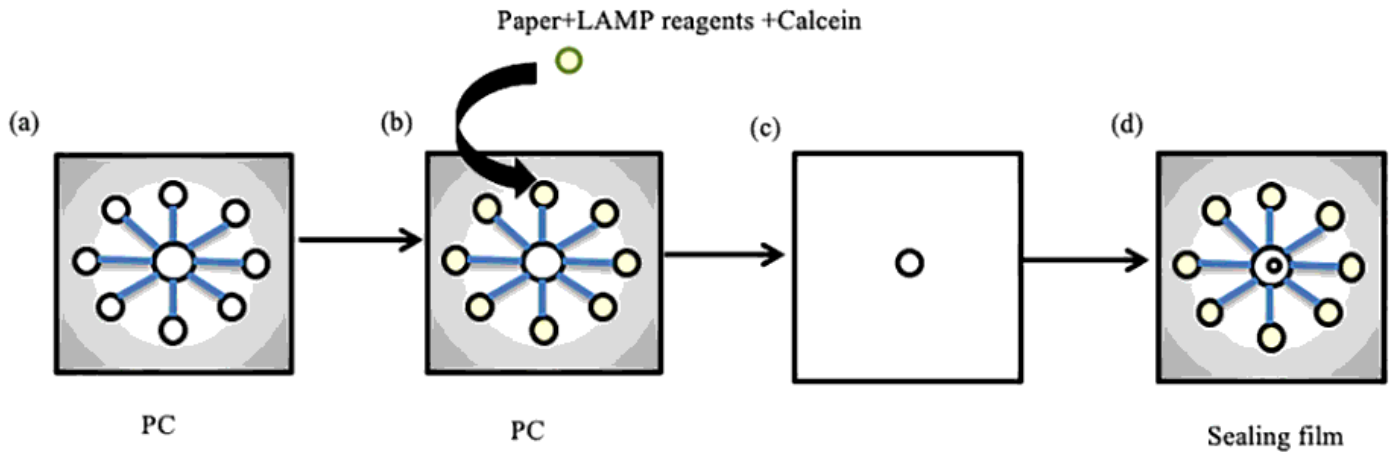 Paper+LAMP reagents +Calcein
(a)
(b)
(c)
(d)
PC
PC
Sealing film